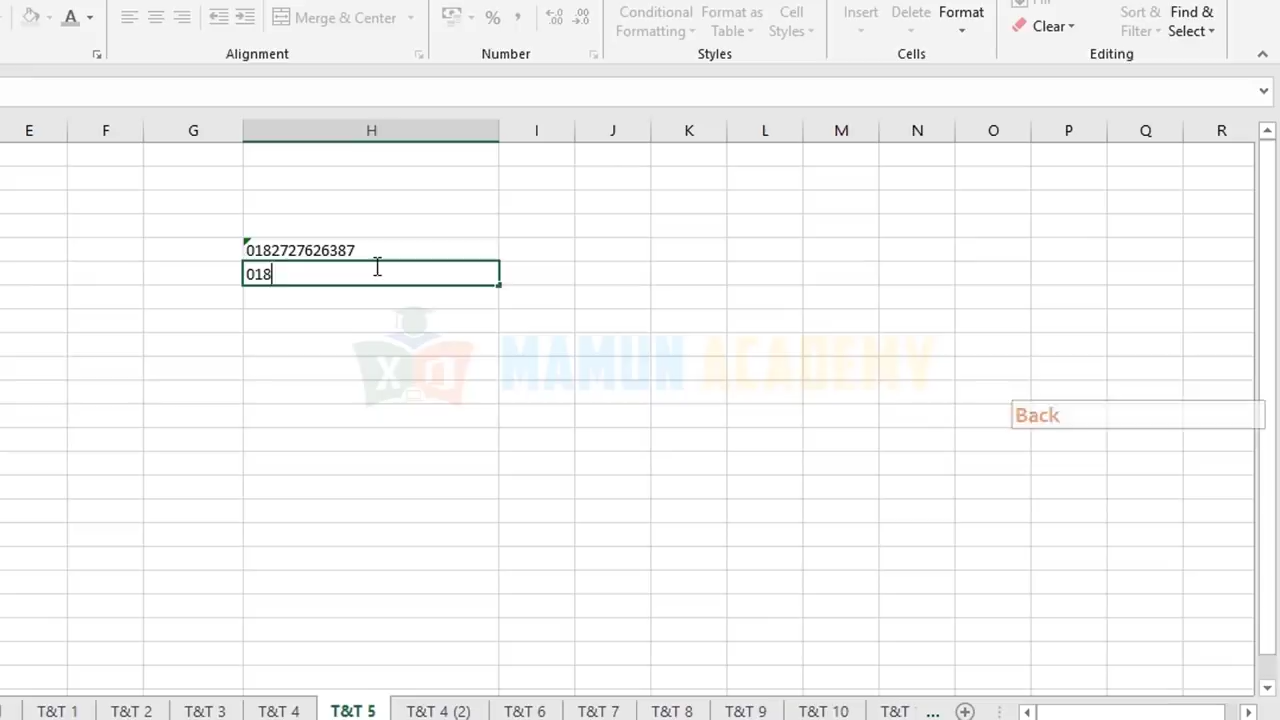 A
Merge & Center
%
Conditional Formatting
Format as Table
Cell Styles
Insert
Delete
Format
Clear
Sort & Filter
Find & Select
Alignment
Number
Styles
Cells
Editing
E F G H I J K L M N O P Q R
0182727626387
018
MAMUN ACADEMY
Back
T&T 1 T&T 2 T&T 3 T&T 4 T&T 5 T&T 4 (2) T&T 6 T&T 7 T&T 8 T&T 9 T&T 10 T&T ...